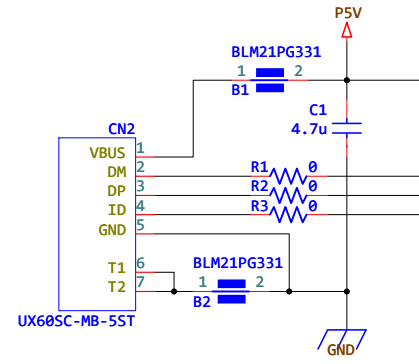 P5V
BLM21PG331
1 2
B1
C1
4.7u
CN2
VBUS 1
DM 2 R1 0
DP 3 R2 0
ID 4 R3 0
GND 5
T1 6
T2 7
BLM21PG331
1 2
B2
UX60SC-MB-5ST
GND